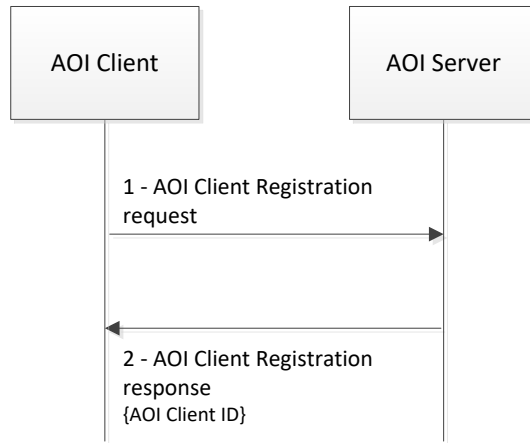 AOI Client
AOI Server
1 - AOI Client Registration
request
2 - AOI Client Registration
response
{AOI Client ID}